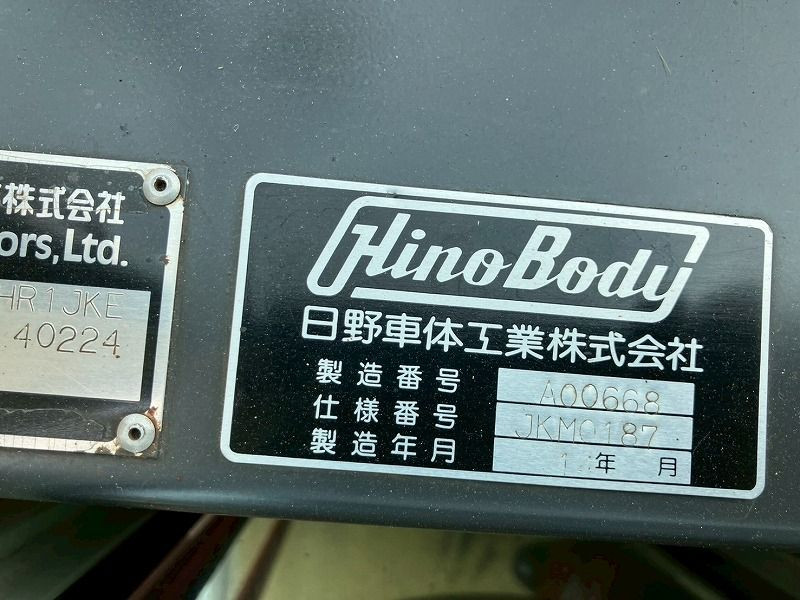 株式会社
ors,Ltd.
HR1JKE
40224
HinoBody
日野車体工業株式会社
製造番号 A00668
仕様番号 JKM0187
製造年月 1 年 月